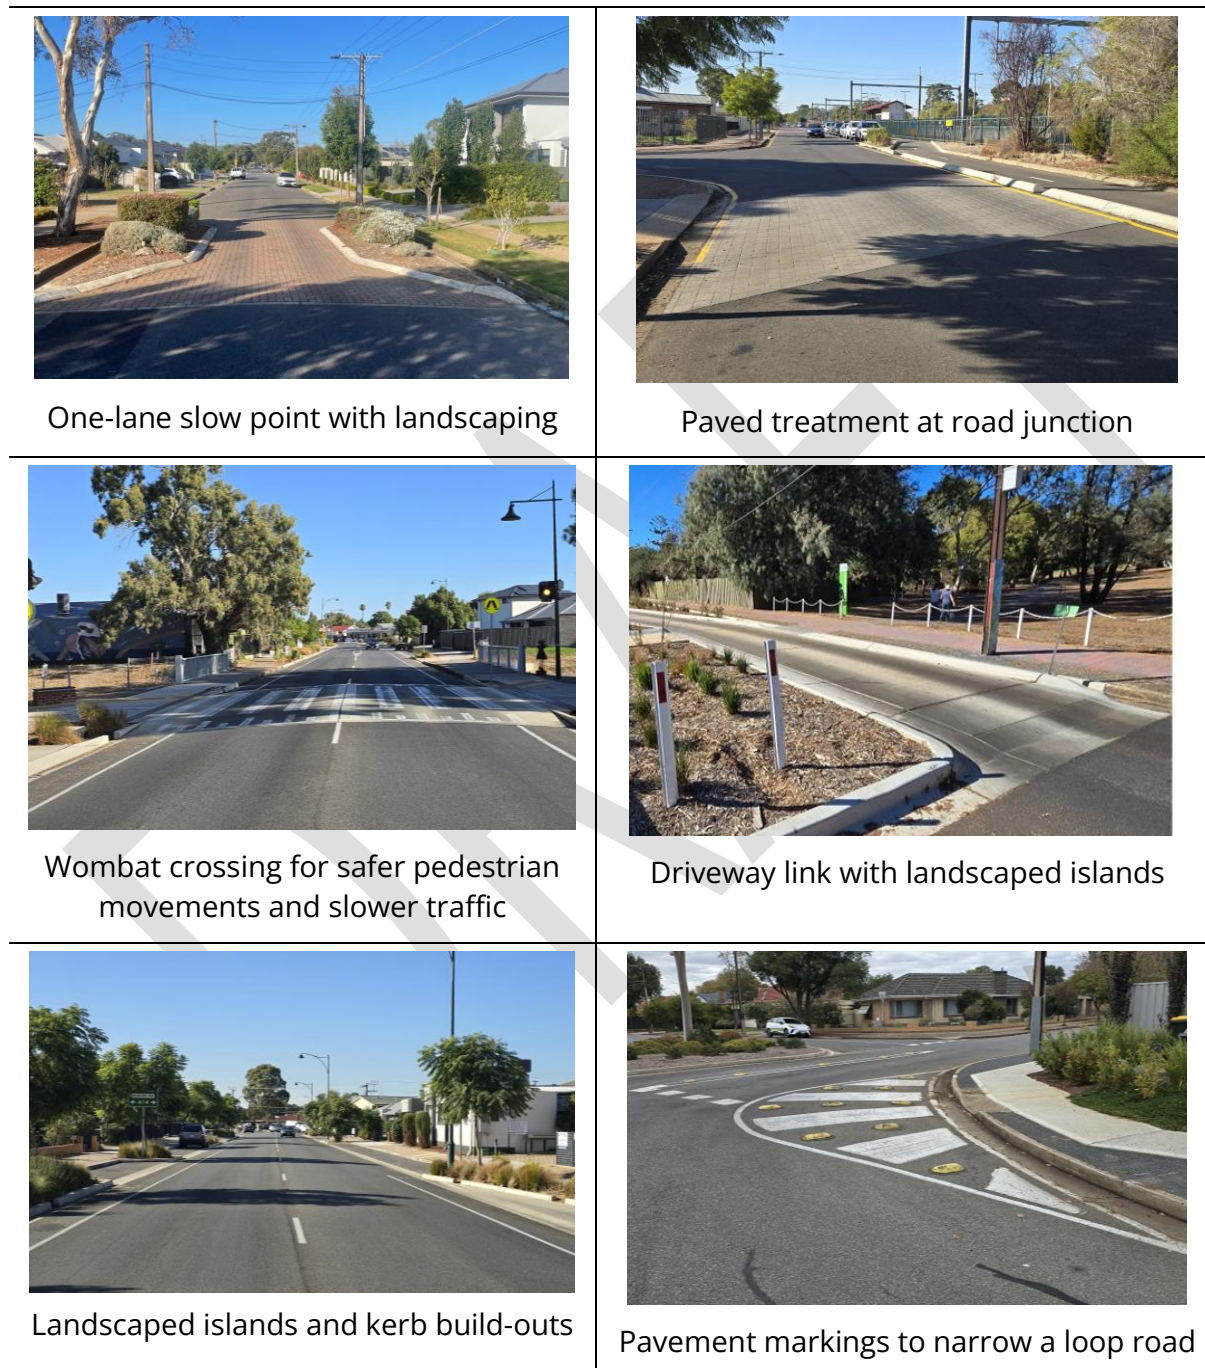 One-lane slow point with landscaping
Paved treatment at road junction
Wombat crossing for safer pedestrian
movements and slower traffic
Driveway link with landscaped islands
Landscaped islands and kerb build-outs
Pavement markings to narrow a loop road